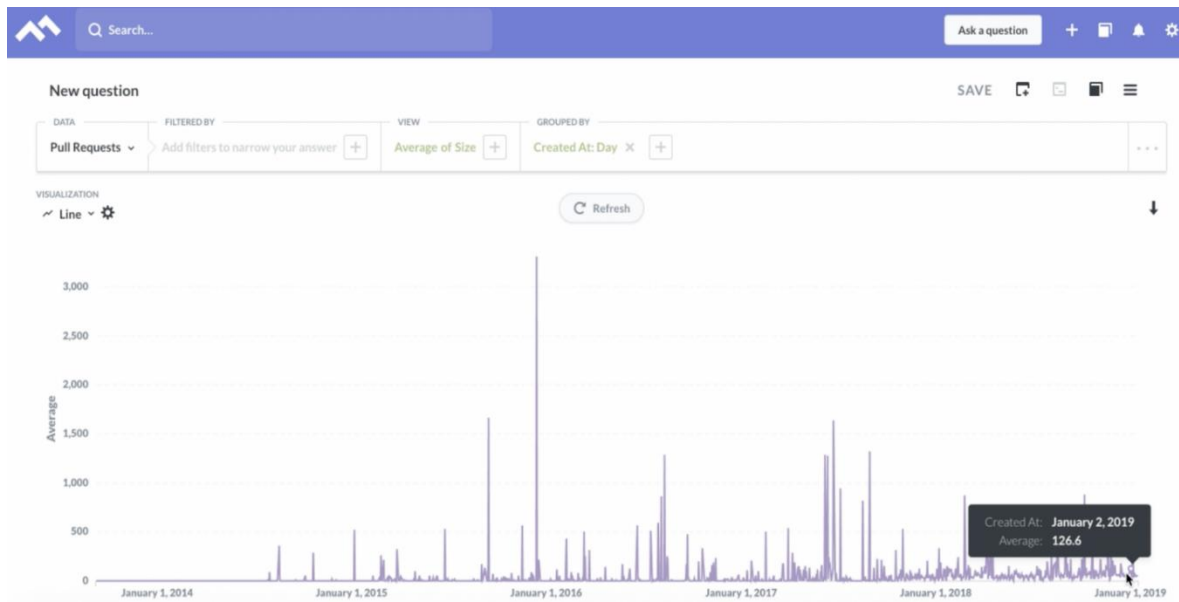 Search...
Ask a question
New question
SAVE
DATA
FILTERED BY
VIEW
GROUPED BY
Pull Requests
Add filters to narrow your answer
Average of Size
Created At: Day
VISUALIZATION
Line
Refresh
3,000
2,500
2,000
1,500
1,000
500
0
Average
Created At: January 2, 2019
Average: 126.6
January 1, 2014
January 1, 2015
January 1, 2016
January 1, 2017
January 1, 2018
January 1, 2019